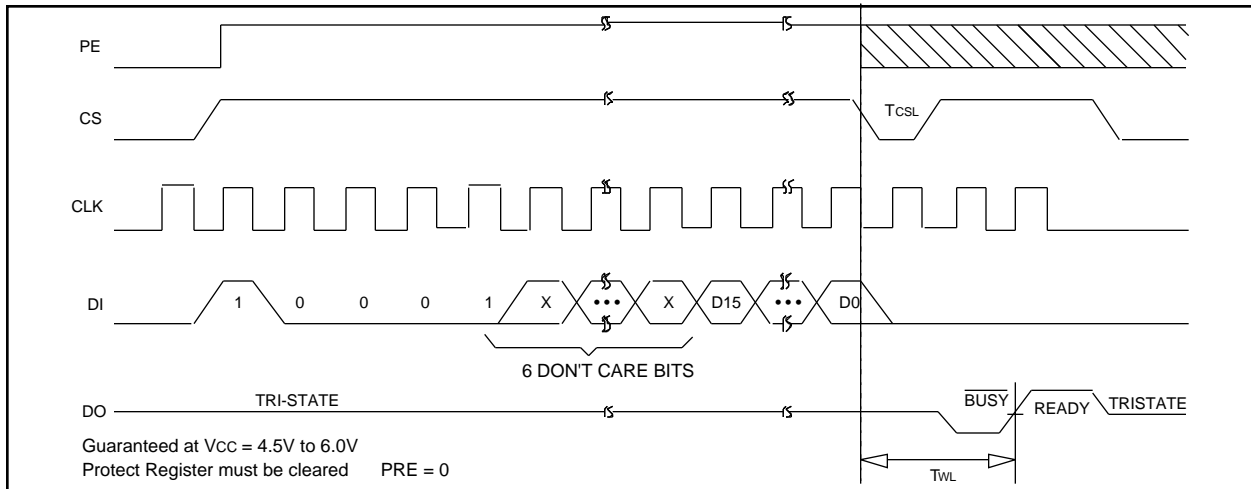 PE
CS
TCSL
CLK
DI
1 0 0 0 1 X ••• X D15 ••• D0
6 DON'T CARE BITS
DO
TRI-STATE
BUSY
READY
TRISTATE
TWL
Guaranteed at VCC = 4.5V to 6.0V
Protect Register must be cleared PRE = 0